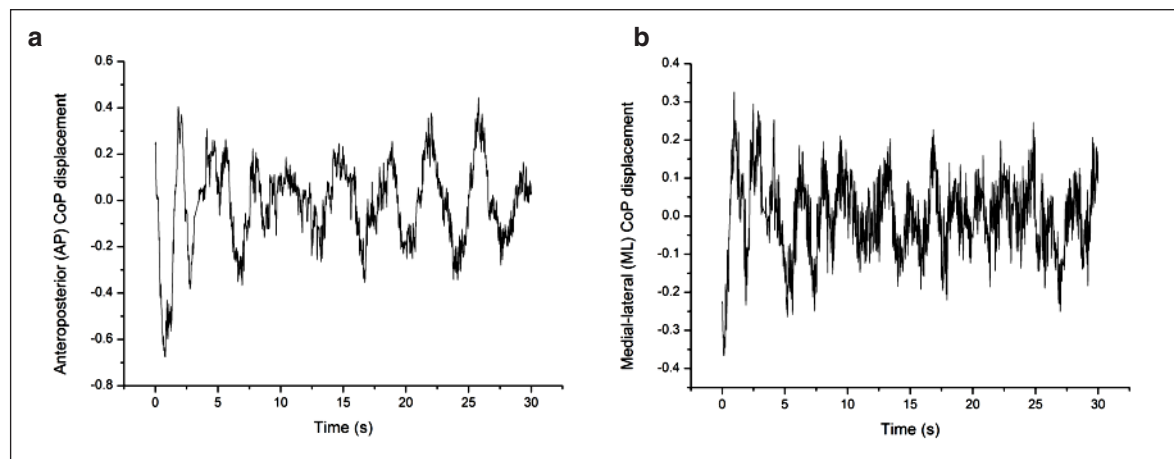 a
Anteroposterior (AP) CoP displacement
0.6
0.4
0.2
0.0
-0.2
-0.4
-0.6
-0.8
0 5 10 15 20 25 30
Time (s)
b
Medial-lateral (ML) CoP displacement
0.4
0.3
0.2
0.1
0.0
-0.1
-0.2
-0.3
-0.4
0 5 10 15 20 25 30
Time (s)